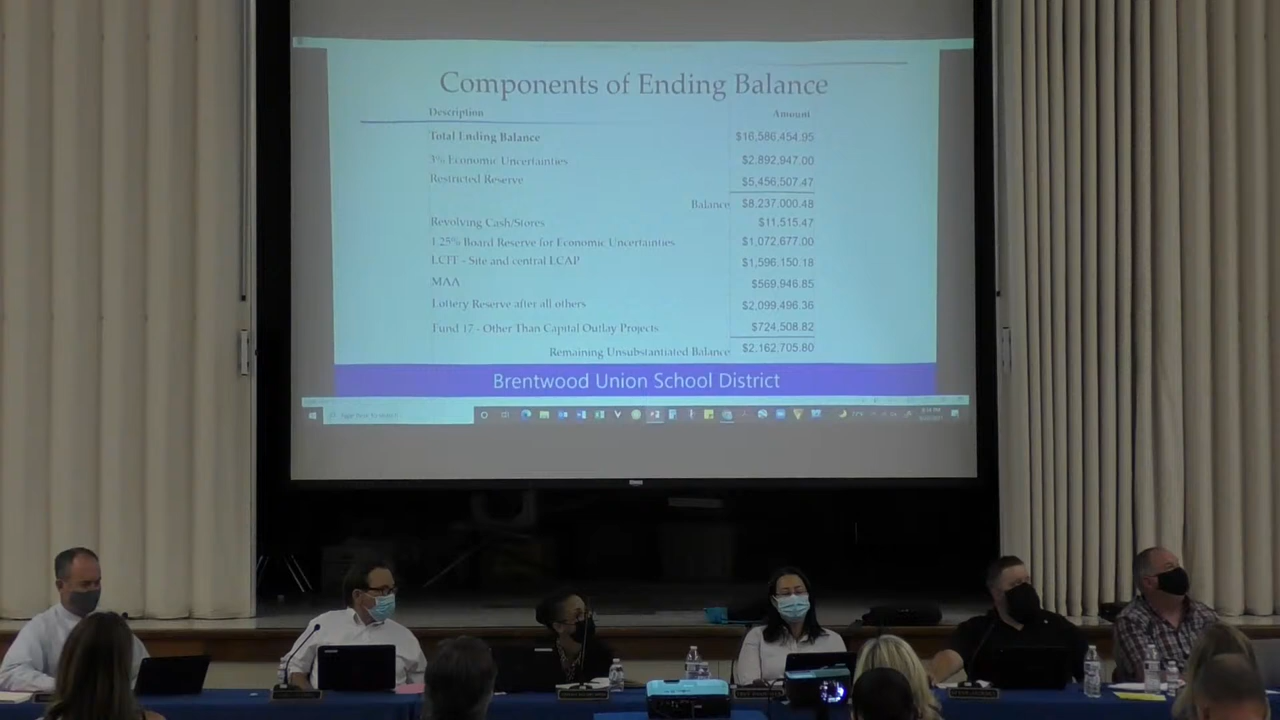 Components of Ending Balance
Description Amount
Total Ending Balance $16,586,454.95
3% Economic Uncertainties $2,892,947.00
Restricted Reserve $5,456,507.47
Balance $8,237,000.48
Revolving Cash/Stores $11,515.47
1.25% Board Reserve for Economic Uncertainties $1,072,677.00
LCFF - Site and central LCAP $1,596,150.18
MAA $569,946.85
Lottery Reserve after all others $2,099,496.36
Fund 17 - Other Than Capital Outlay Projects $724,508.82
Remaining Unsubstantiated Balance $2,162,705.80
Brentwood Union School District